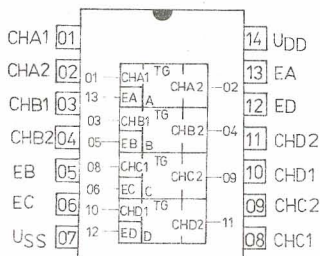 CHA1 01
CHA2 02
CHB1 03
CHB2 04
EB 05
EC 06
USS 07
14 UDD
13 EA
12 ED
11 CHD2
10 CHD1
09 CHC2
08 CHC1
01 CHA1 TG CHA2 02
13 EA A
03 CHB1 TG CHB2 04
05 EB B
08 CHC1 TG CHC2 09
06 EC C
10 CHD1 TG CHD2 11
12 ED D